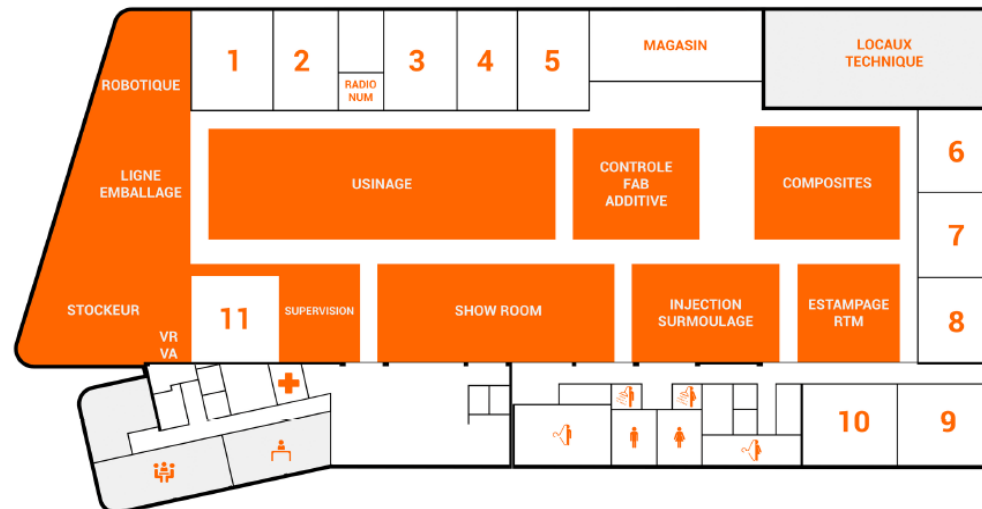 1
2
RADIO
NUM
3
4
5
MAGASIN
LOCAUX
TECHNIQUE
ROBOTIQUE
LIGNE
EMBALLAGE
USINAGE
CONTROLE
FAB
ADDITIVE
COMPOSITES
6
7
8
STOCKEUR
VR
VA
11
SUPERVISION
SHOW ROOM
INJECTION
SURMOULAGE
ESTAMPAGE
RTM
10
9